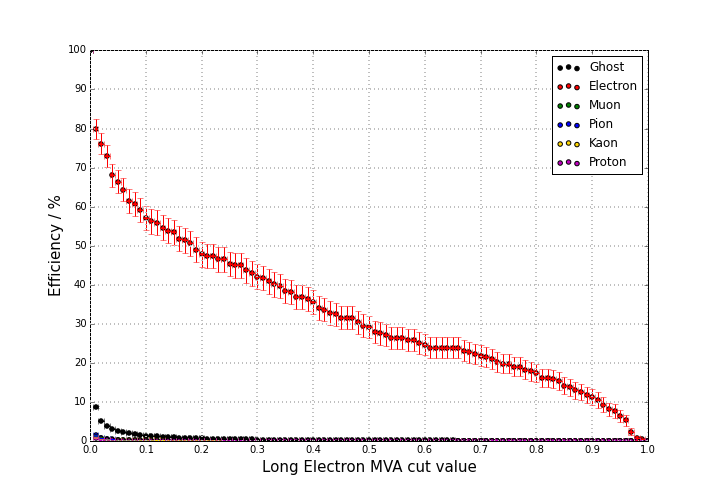 100
90
80
70
60
50
40
30
20
10
0
Efficiency / %
Ghost
Electron
Muon
Pion
Kaon
Proton
0.0 0.1 0.2 0.3 0.4 0.5 0.6 0.7 0.8 0.9 1.0
Long Electron MVA cut value